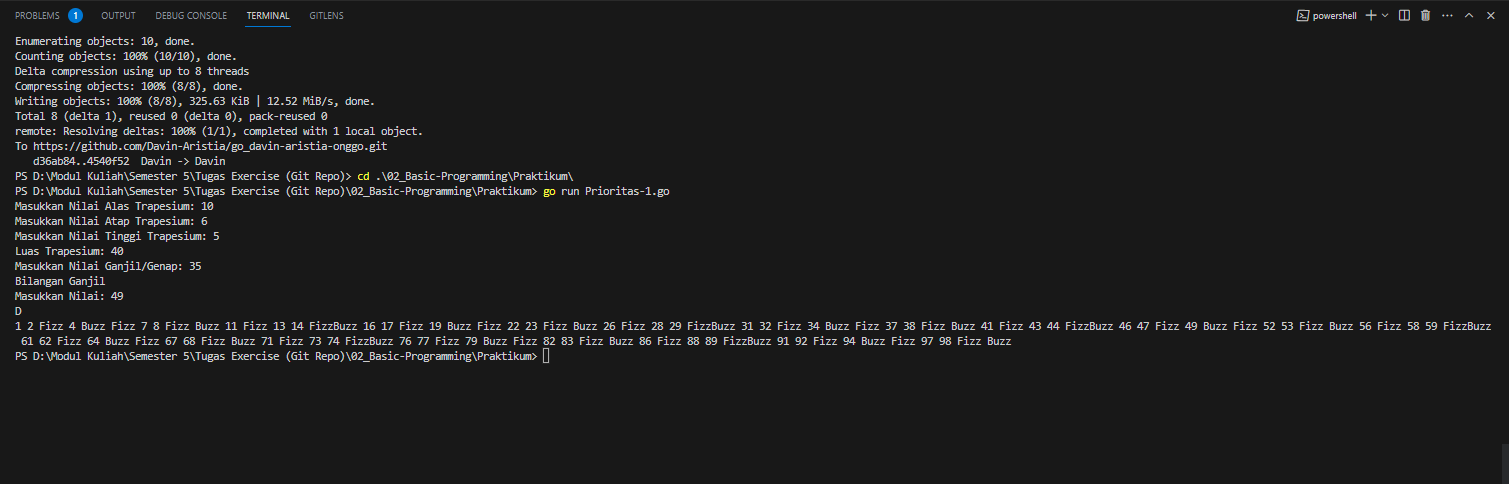 PROBLEMS 1 OUTPUT DEBUG CONSOLE TERMINAL GITLENS powershell
Enumerating objects: 10, done.
Counting objects: 100% (10/10), done.
Delta compression using up to 8 threads
Compressing objects: 100% (8/8), done.
Writing objects: 100% (8/8), 325.63 KiB | 12.52 MiB/s, done.
Total 8 (delta 1), reused 0 (delta 0), pack-reused 0
remote: Resolving deltas: 100% (1/1), completed with 1 local object.
To https://github.com/Davin-Aristia/go_davin-aristia-onggo.git
d36ab84..4540f52 Davin -> Davin
PS D:\Modul Kuliah\Semester 5\Tugas Exercise (Git Repo)> cd .\02_Basic-Programming\Praktikum\
PS D:\Modul Kuliah\Semester 5\Tugas Exercise (Git Repo)\02_Basic-Programming\Praktikum> go run Prioritas-1.go
Masukkan Nilai Alas Trapesium: 10
Masukkan Nilai Atap Trapesium: 6
Masukkan Nilai Tinggi Trapesium: 5
Luas Trapesium: 40
Masukkan Nilai Ganjil/Genap: 35
Bilangan Ganjil
Masukkan Nilai: 49
D
1 2 Fizz 4 Buzz Fizz 7 8 Fizz Buzz 11 Fizz 13 14 FizzBuzz 16 17 Fizz 19 Buzz Fizz 22 23 Fizz Buzz 26 Fizz 28 29 FizzBuzz 31 32 Fizz 34 Buzz Fizz 37 38 Fizz Buzz 41 Fizz 43 44 FizzBuzz 46 47 Fizz 49 Buzz Fizz 52 53 Fizz Buzz 56 Fizz 58 59 FizzBuzz
61 62 Fizz 64 Buzz Fizz 67 68 Fizz Buzz 71 Fizz 73 74 FizzBuzz 76 77 Fizz 79 Buzz Fizz 82 83 Fizz Buzz 86 Fizz 88 89 FizzBuzz 91 92 Fizz 94 Buzz Fizz 97 98 Fizz Buzz
PS D:\Modul Kuliah\Semester 5\Tugas Exercise (Git Repo)\02_Basic-Programming\Praktikum>